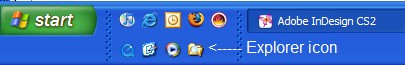 start
Adobe InDesign CS2
<----- Explorer icon